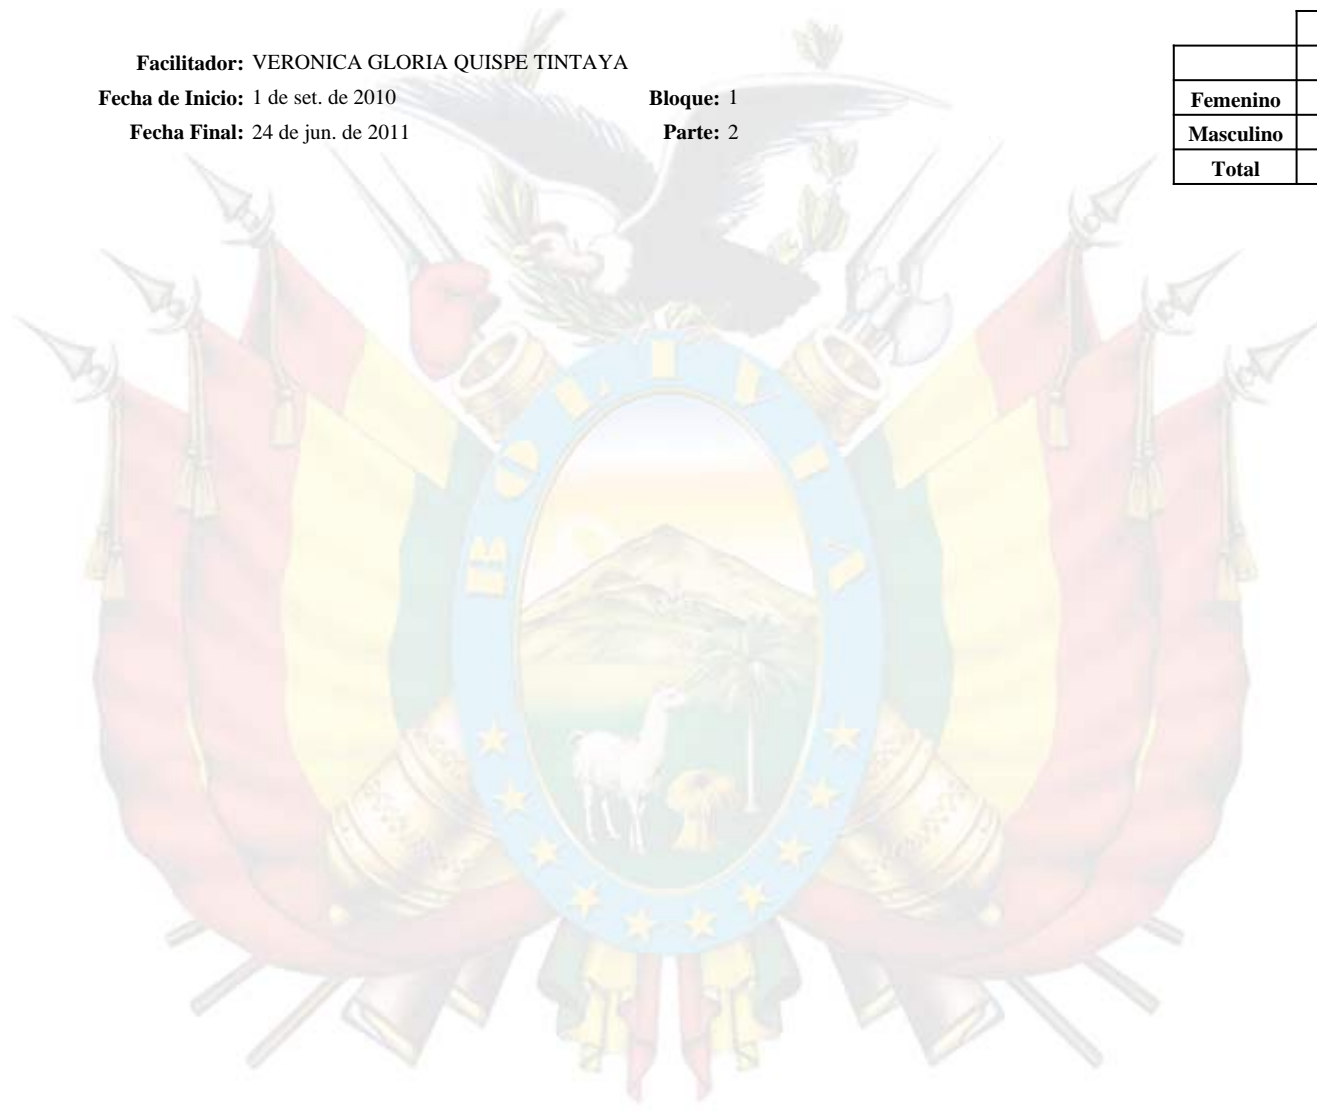 Facilitador: VERONICA GLORIA QUISPE TINTAYA
Fecha de Inicio: 1 de set. de 2010 Bloque: 1
Fecha Final: 24 de jun. de 2011 Parte: 2
Femenino
Masculino
Total
BOLIVIA